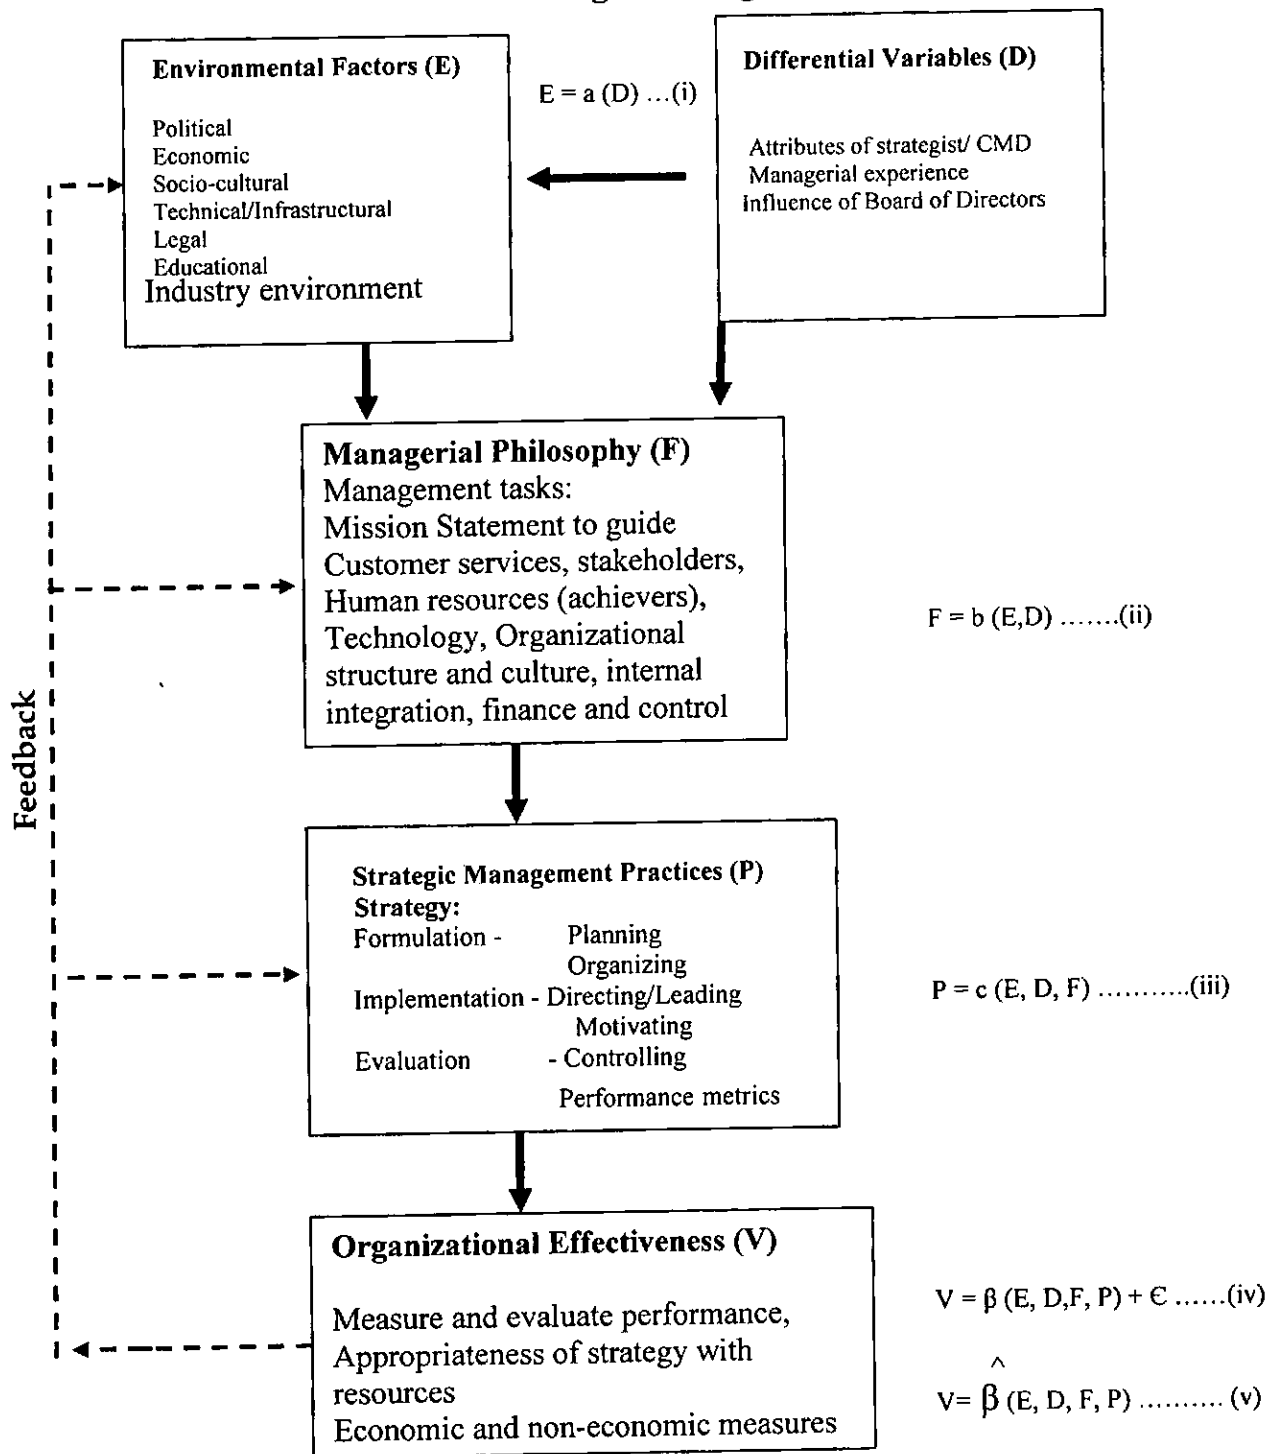 Environmental Factors (E)
Political
Economic
Socio-cultural
Technical/Infrastructural
Legal
Educational
Industry environment
E = a (D) ...(i)
Differential Variables (D)
Attributes of strategist/ CMD
Managerial experience
Influence of Board of Directors
Managerial Philosophy (F)
Management tasks:
Mission Statement to guide
Customer services, stakeholders,
Human resources (achievers),
Technology, Organizational
structure and culture, internal
integration, finance and control
F = b (E,D) .......(ii)
Feedback
Strategic Management Practices (P)
Strategy:
Formulation - Planning
Organizing
Implementation - Directing/Leading
Motivating
Evaluation - Controlling
Performance metrics
P = c (E, D, F) ...........(iii)
Organizational Effectiveness (V)
Measure and evaluate performance,
Appropriateness of strategy with
resources
Economic and non-economic measures
V = β (E, D,F, P) + Є ......(iv)
V= β̂ (E, D, F, P) .......... (v)